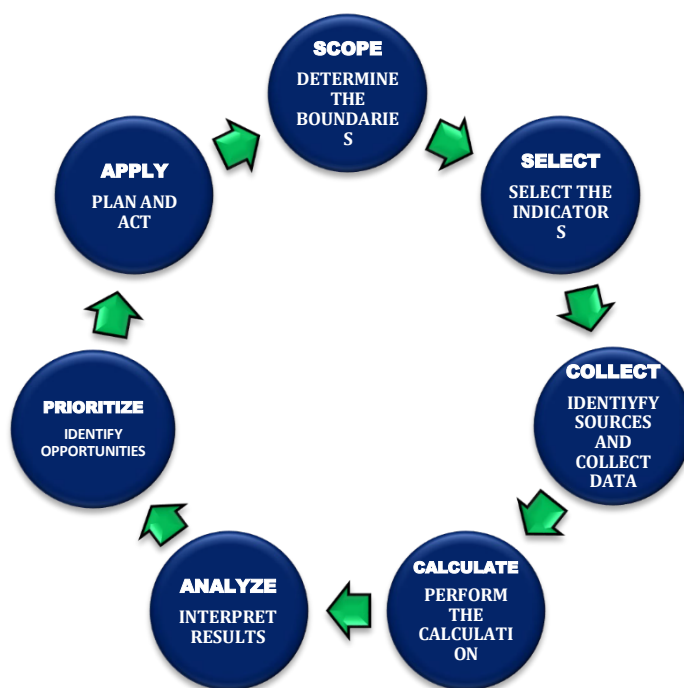 SCOPE
DETERMINE
THE
BOUNDARIE
S
SELECT
SELECT THE
INDICATOR
S
COLLECT
IDENTIYFY
SOURCES
AND
COLLECT
DATA
CALCULATE
PERFORM
THE
CALCULATI
ON
ANALYZE
INTERPRET
RESULTS
PRIORITIZE
IDENTIFY
OPPORTUNITIES
APPLY
PLAN AND
ACT